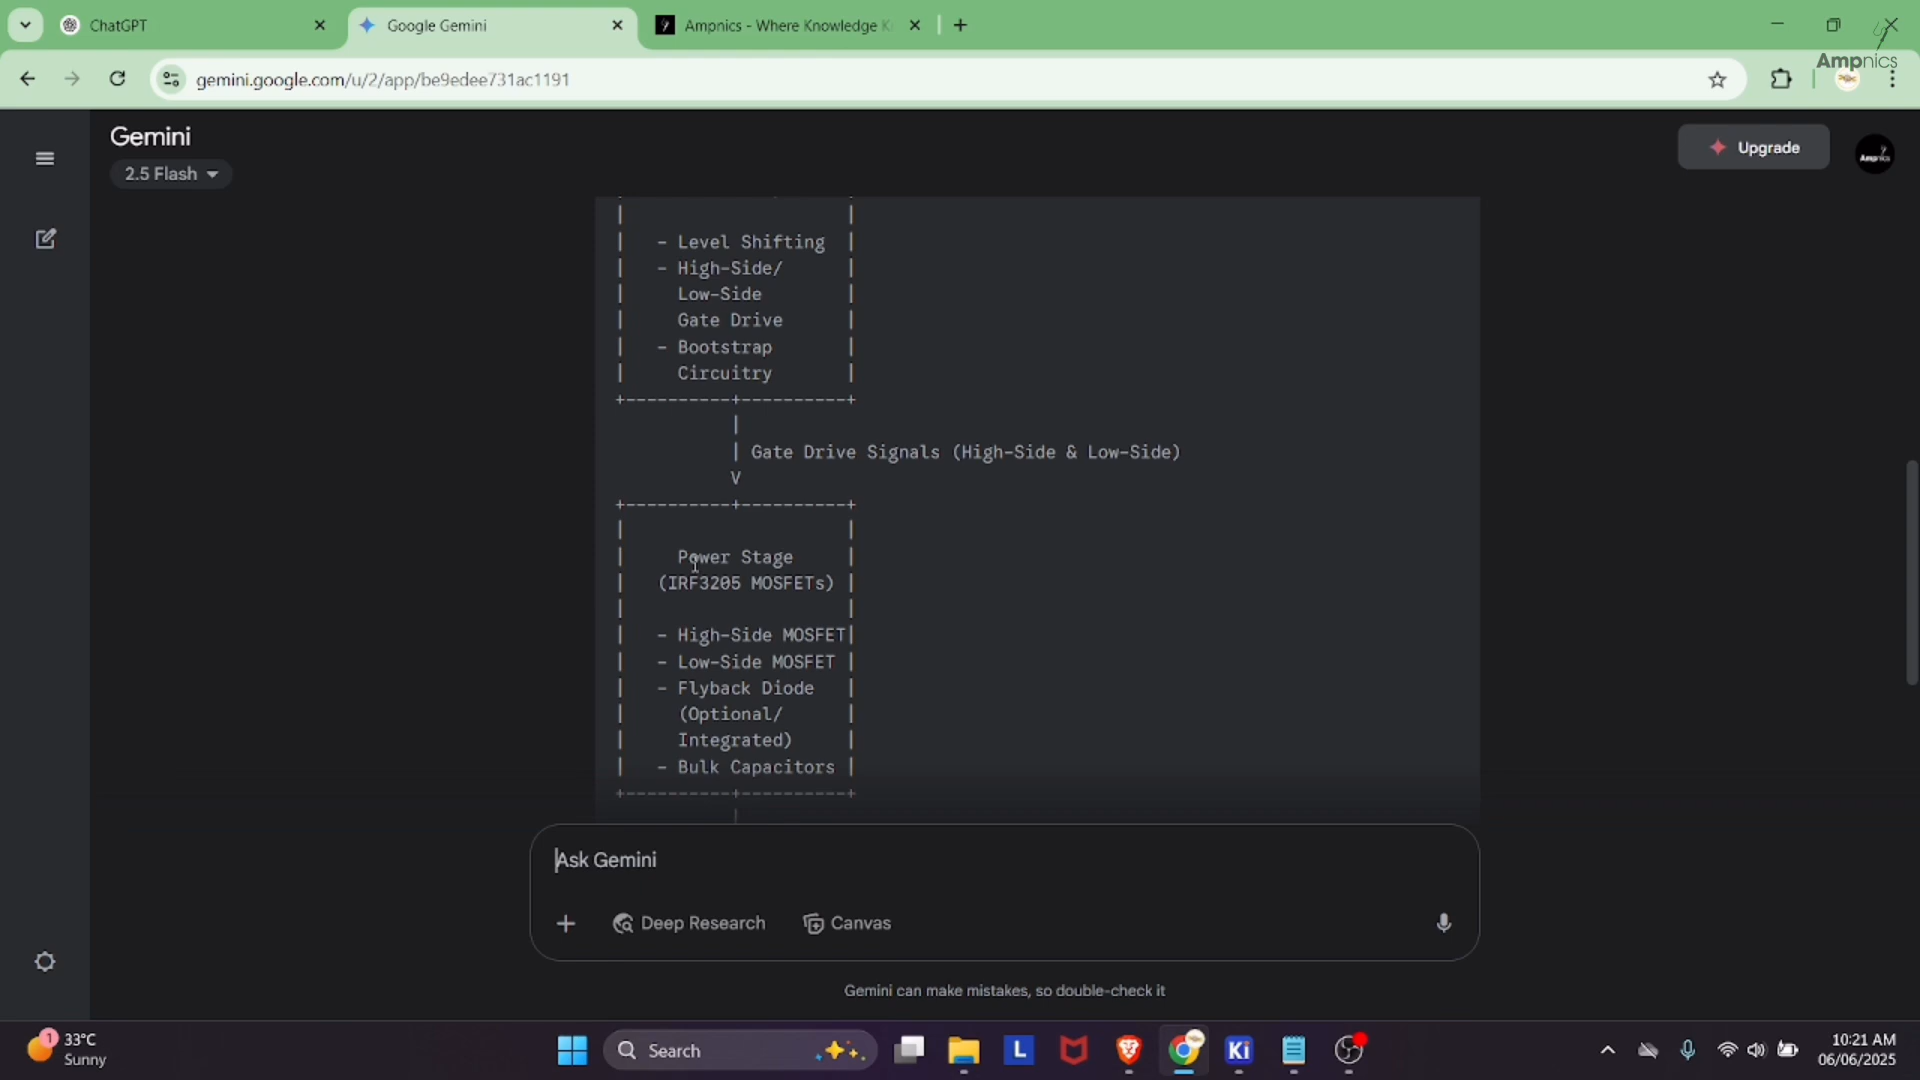 ChatGPT
Google Gemini
Ampnics - Where Knowledge K
gemini.google.com/u/2/app/be9edee731ac1191
Ampnics
Gemini
2.5 Flash
Upgrade
Ampnics
| |
| - Level Shifting |
| - High-Side/ |
| Low-Side |
| Gate Drive |
| - Bootstrap |
| Circuitry |
+----------+----------+
|
| Gate Drive Signals (High-Side & Low-Side)
V
+----------+----------+
| |
| Power Stage |
| (IRF3205 MOSFETs) |
| |
| - High-Side MOSFET|
| - Low-Side MOSFET |
| - Flyback Diode |
| (Optional/ |
| Integrated) |
| - Bulk Capacitors |
+----------+----------+
|
Ask Gemini
Deep Research
Canvas
Gemini can make mistakes, so double-check it
1
33°C
Sunny
Search
L
Ki
10:21 AM
06/06/2025